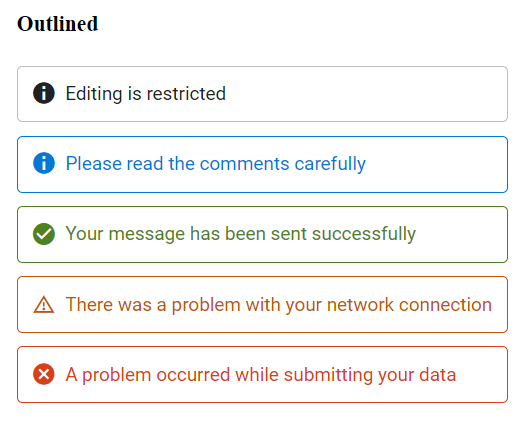 Outlined
Editing is restricted
Please read the comments carefully
Your message has been sent successfully
There was a problem with your network connection
A problem occurred while submitting your data